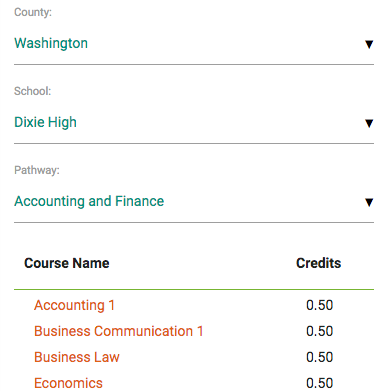 County:
Washington
School:
Dixie High
Pathway:
Accounting and Finance
Course Name Credits
Accounting 1 0.50
Business Communication 1 0.50
Business Law 0.50
Economics 0.50